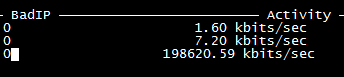 BadIP Activity
0 1.60 kbits/sec
0 7.20 kbits/sec
0 198620.59 kbits/sec